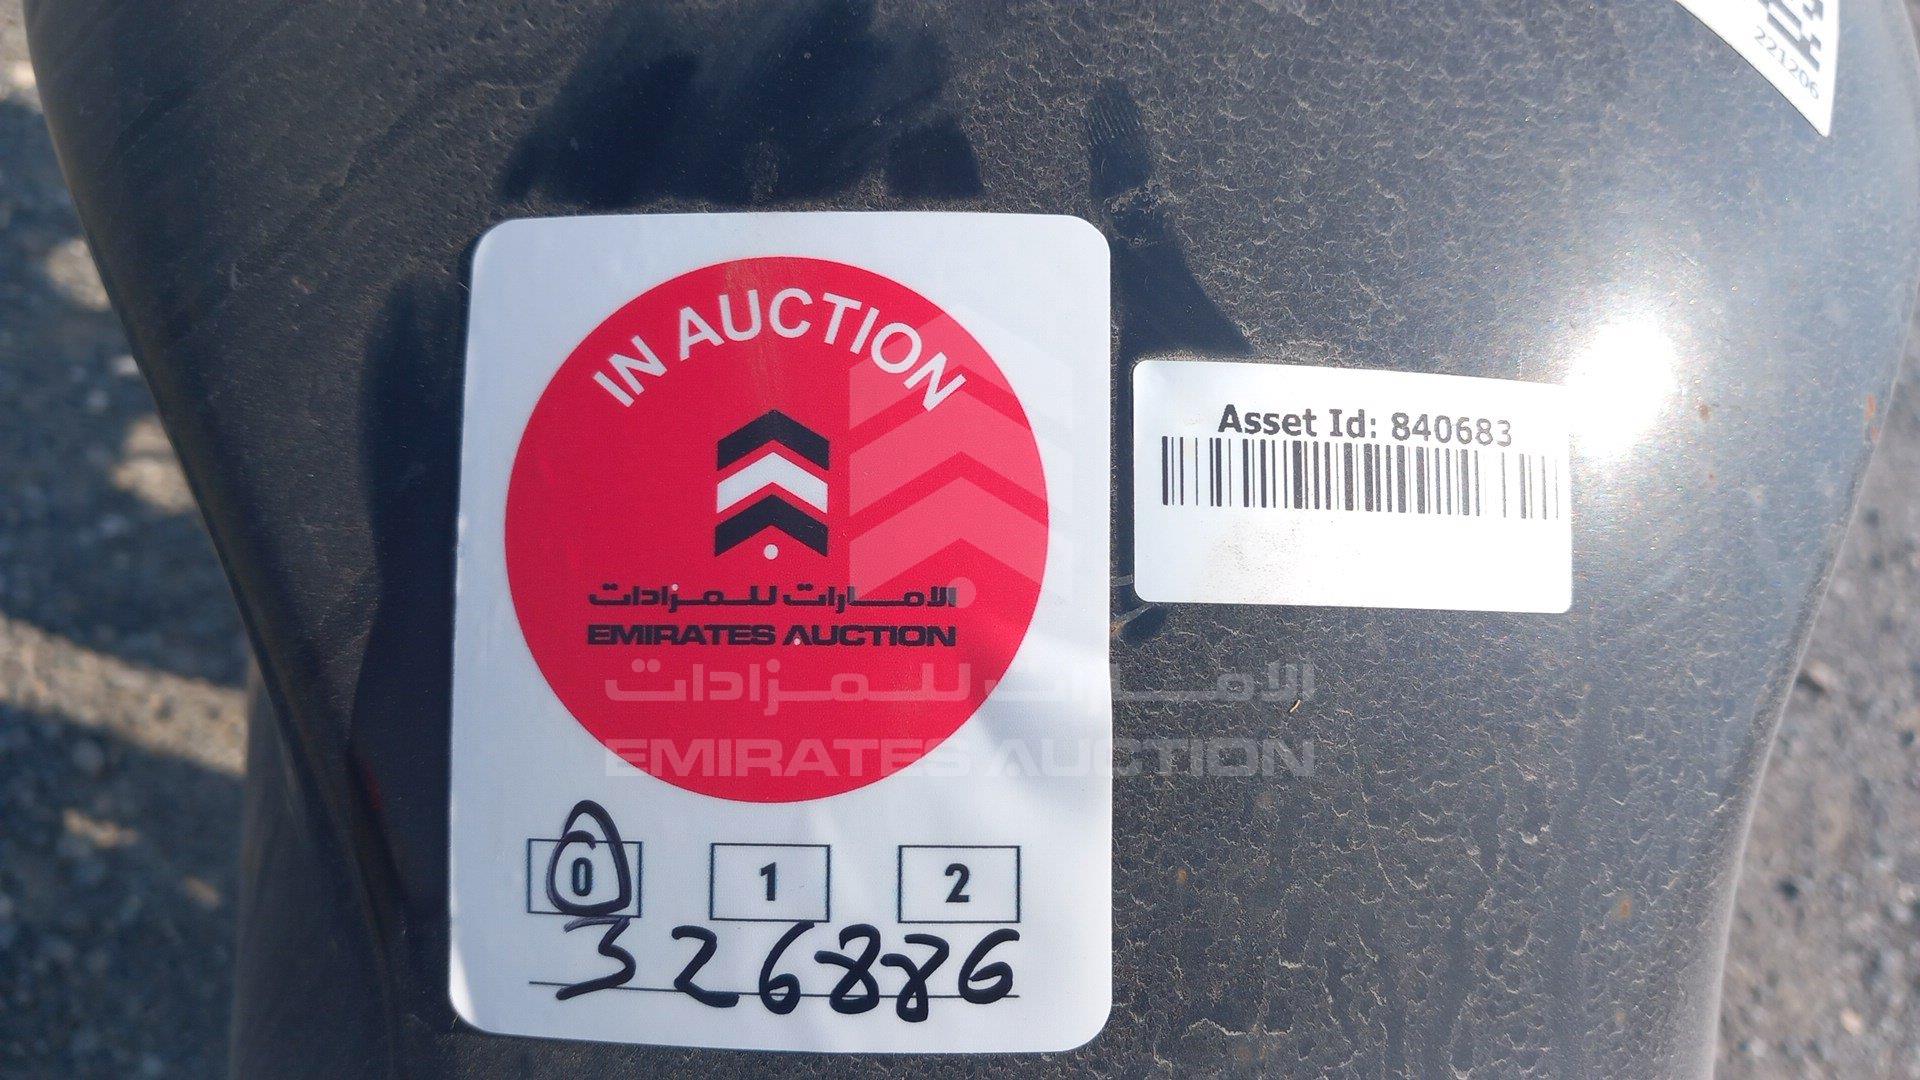 221206
IN AUCTION
Asset Id: 840683
الامارات للمزادات
EMIRATES AUCTION
الامارات للمزادات
EMIRATES AUCTION
0 1 2
326886